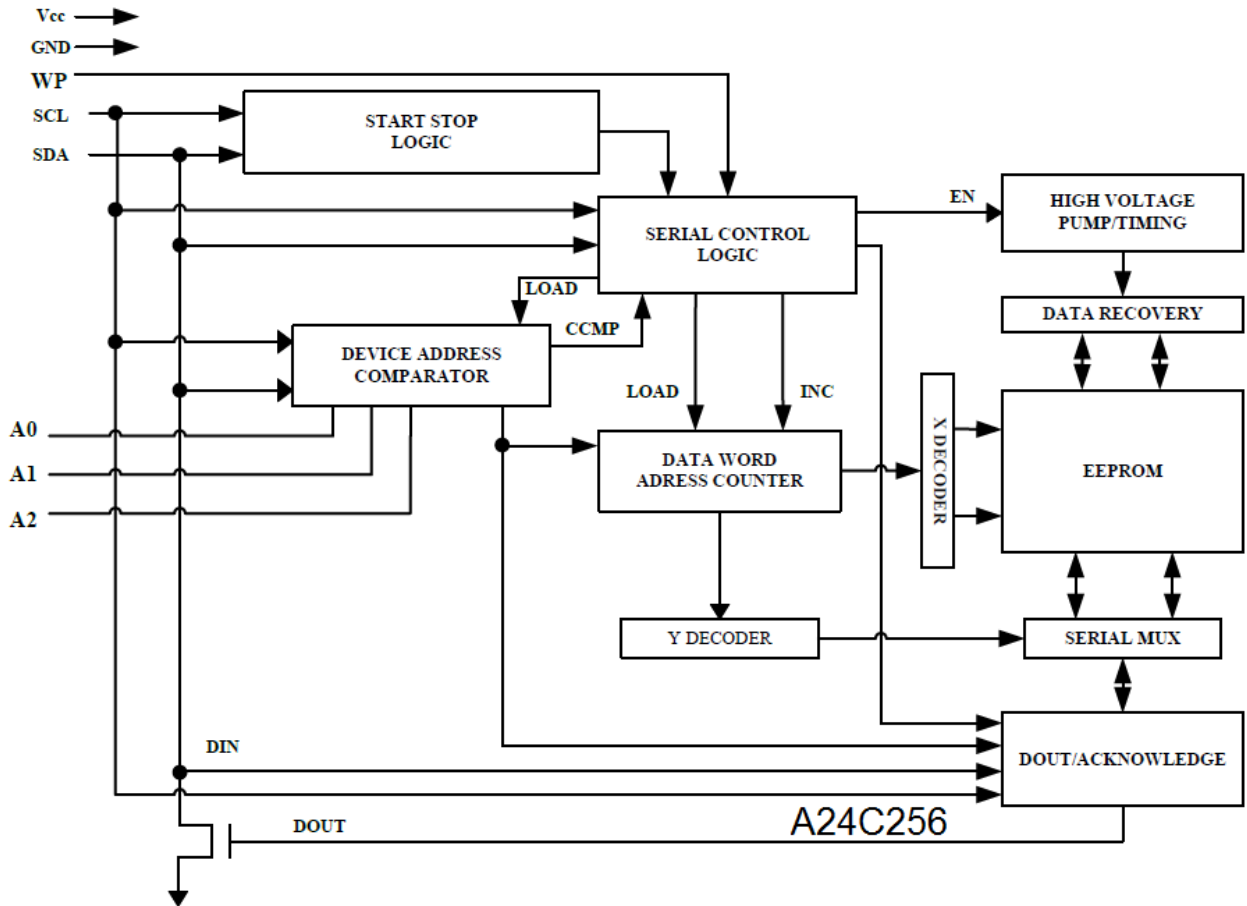 Vcc
GND
WP
SCL
SDA
START STOP
LOGIC
EN
HIGH VOLTAGE
PUMP/TIMING
SERIAL CONTROL
LOGIC
LOAD
CCMP
DATA RECOVERY
DEVICE ADDRESS
COMPARATOR
LOAD
INC
X DECODER
A0
A1
A2
DATA WORD
ADRESS COUNTER
EEPROM
Y DECODER
SERIAL MUX
DIN
DOUT/ACKNOWLEDGE
DOUT
A24C256